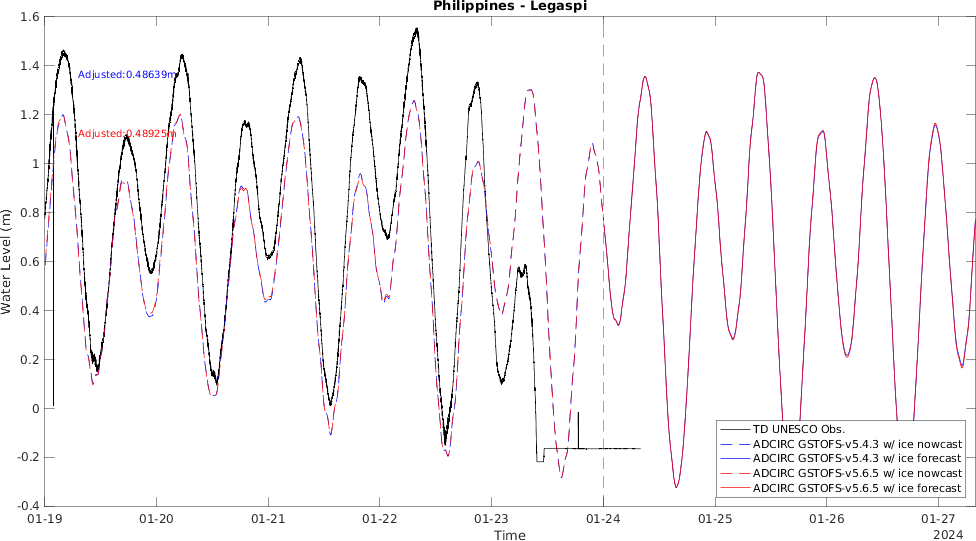 Philippines - Legaspi
1.6
1.4
1.2
1
0.8
0.6
0.4
0.2
0
-0.2
-0.4
Water Level (m)
Adjusted:0.48639m
Adjusted:0.48925m
TD UNESCO Obs.
ADCIRC GSTOFS-v5.4.3 w/ ice nowcast
ADCIRC GSTOFS-v5.4.3 w/ ice forecast
ADCIRC GSTOFS-v5.6.5 w/ ice nowcast
ADCIRC GSTOFS-v5.6.5 w/ ice forecast
01-19 01-20 01-21 01-22 01-23 01-24 01-25 01-26 01-27
Time
2024